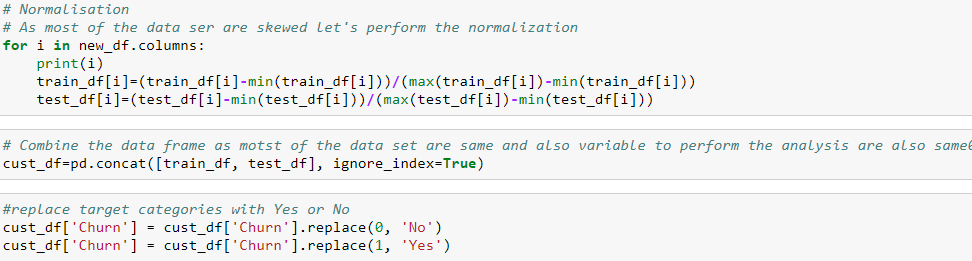 # Normalisation
# As most of the data ser are skewed let's perform the normalization
for i in new_df.columns:
    print(i)
    train_df[i]=(train_df[i]-min(train_df[i]))/(max(train_df[i])-min(train_df[i]))
    test_df[i]=(test_df[i]-min(test_df[i]))/(max(test_df[i])-min(test_df[i]))
# Combine the data frame as motst of the data set are same and also variable to perform the analysis are also same
cust_df=pd.concat([train_df, test_df], ignore_index=True)
#replace target categories with Yes or No
cust_df['Churn'] = cust_df['Churn'].replace(0, 'No')
cust_df['Churn'] = cust_df['Churn'].replace(1, 'Yes')